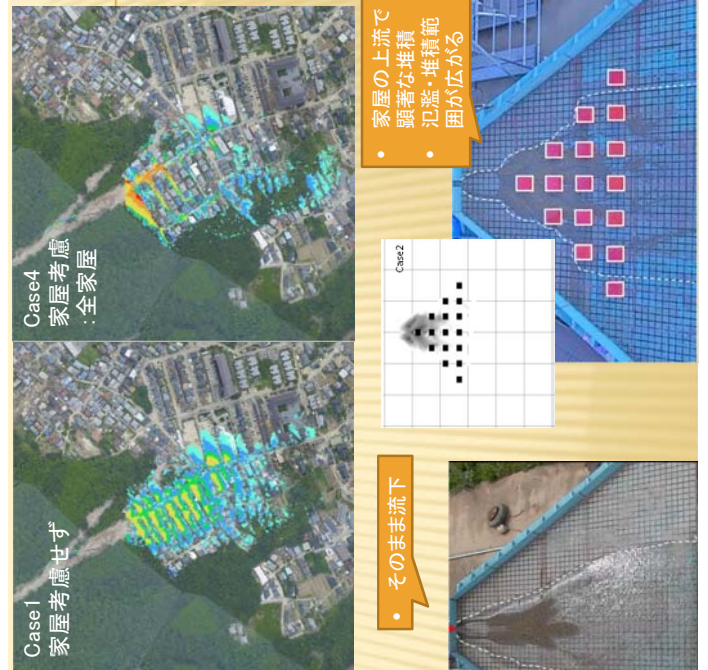 Case1
家屋考慮せず
Case4
家屋考慮
:全家屋
• そのまま流下
Case2
• 家屋の上流で
顕著な堆積
• 氾濫・堆積範
囲が広がる